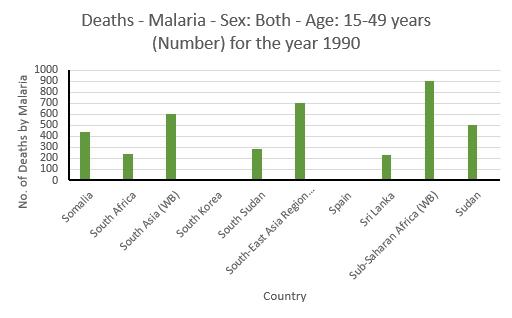 Deaths - Malaria - Sex: Both - Age: 15-49 years
(Number) for the year 1990
No. of Deaths by Malaria
1000
900
800
700
600
500
400
300
200
100
0
Somalia
South Africa
South Asia (WB)
South Korea
South Sudan
South-East Asia Region...
Spain
Sri Lanka
Sub-Saharan Africa (WB)
Sudan
Country